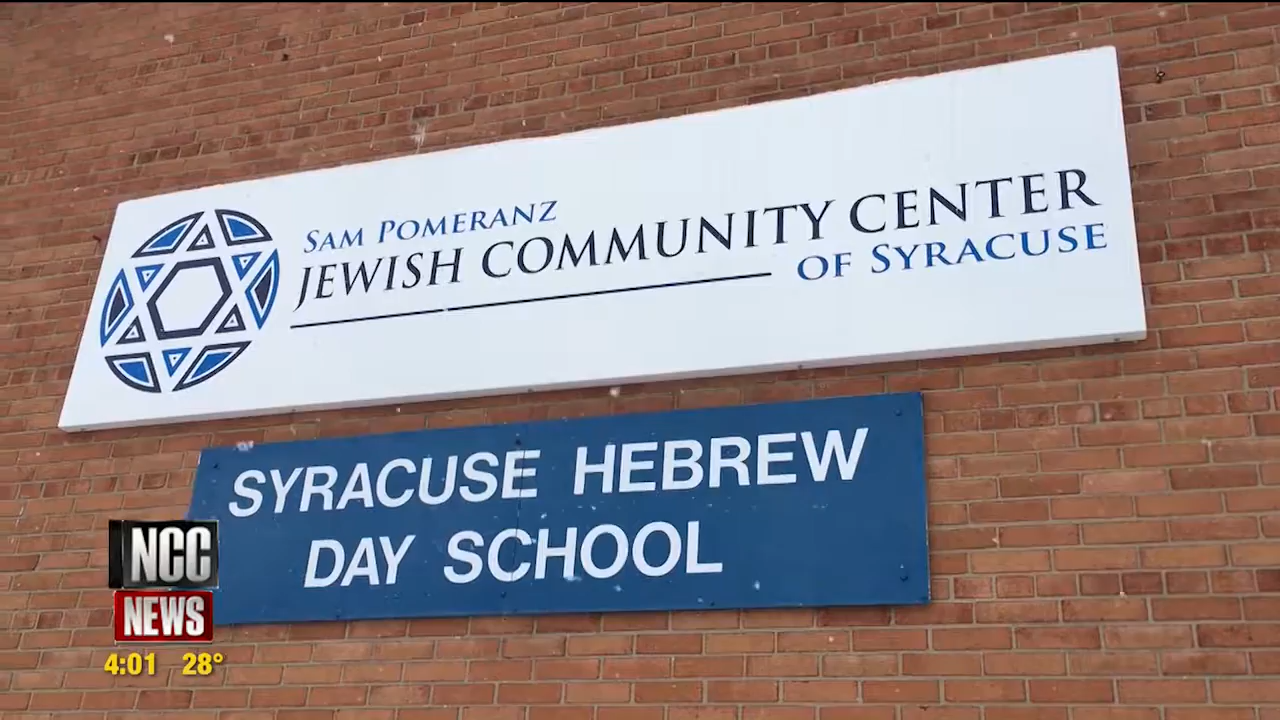 SAM POMERANZ
JEWISH COMMUNITY CENTER
OF SYRACUSE
SYRACUSE HEBREW
DAY SCHOOL
NCC
NEWS
4:01 28°